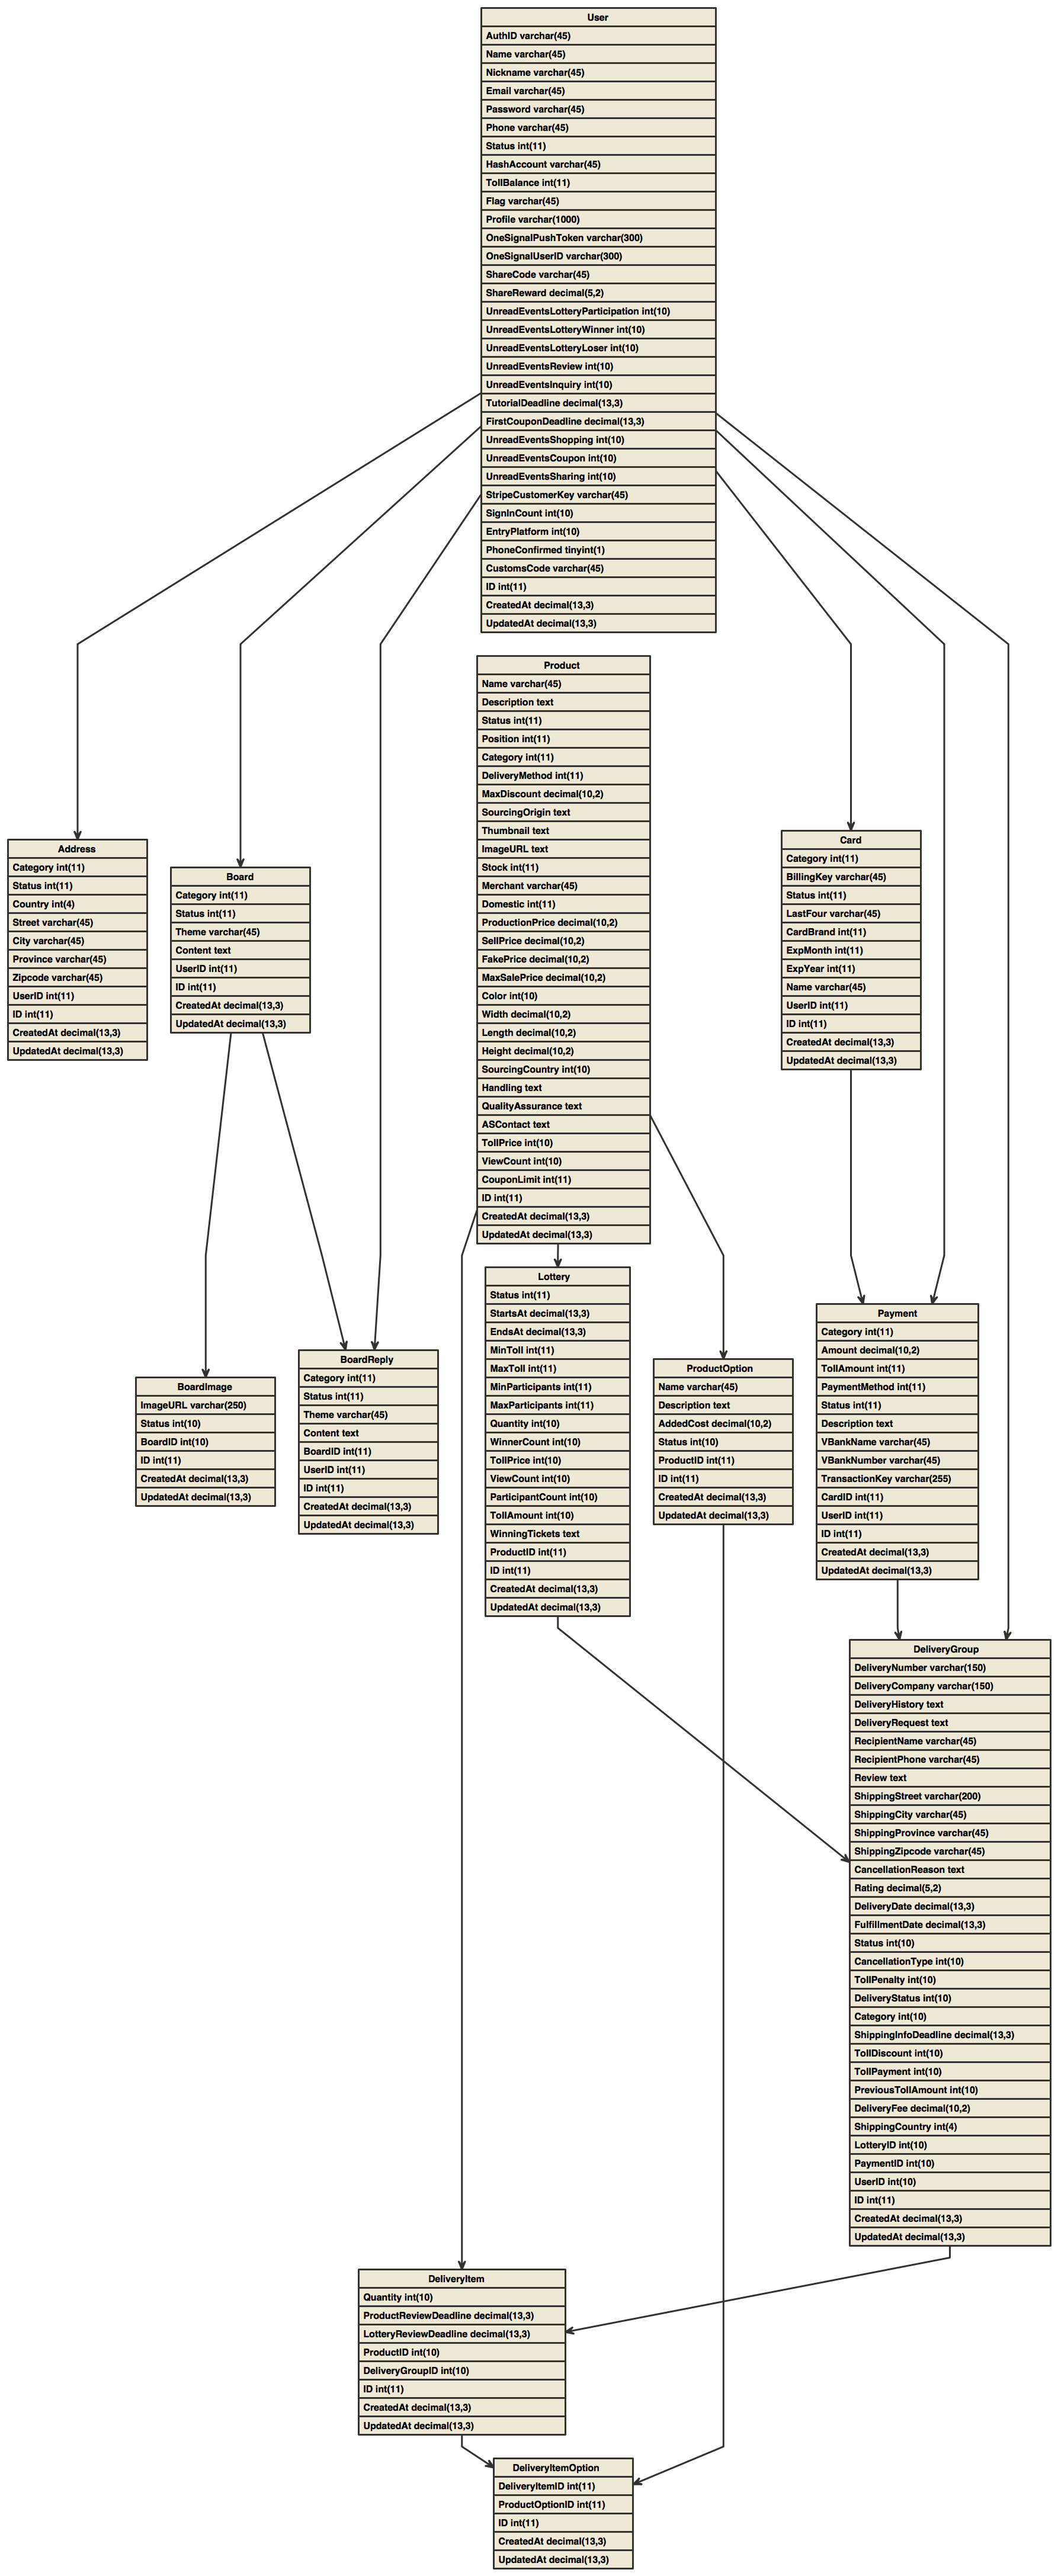 User
AuthID varchar(45)
Name varchar(45)
Nickname varchar(45)
Email varchar(45)
Password varchar(45)
Phone varchar(45)
Status int(11)
HashAccount varchar(45)
TollBalance int(11)
Flag varchar(45)
Profile varchar(1000)
OneSignalPushToken varchar(300)
OneSignalUserID varchar(300)
ShareCode varchar(45)
ShareReward decimal(5,2)
UnreadEventsLotteryParticipation int(10)
UnreadEventsLotteryWinner int(10)
UnreadEventsLotteryLoser int(10)
UnreadEventsReview int(10)
UnreadEventsInquiry int(10)
TutorialDeadline decimal(13,3)
FirstCouponDeadline decimal(13,3)
UnreadEventsShopping int(10)
UnreadEventsCoupon int(10)
UnreadEventsSharing int(10)
StripeCustomerKey varchar(45)
SignInCount int(10)
EntryPlatform int(10)
PhoneConfirmed tinyint(1)
CustomsCode varchar(45)
ID int(11)
CreatedAt decimal(13,3)
UpdatedAt decimal(13,3)
Product
Name varchar(45)
Description text
Status int(11)
Position int(11)
Category int(11)
DeliveryMethod int(11)
MaxDiscount decimal(10,2)
SourcingOrigin text
Thumbnail text
ImageURL text
Stock int(11)
Merchant varchar(45)
Domestic int(11)
ProductionPrice decimal(10,2)
SellPrice decimal(10,2)
FakePrice decimal(10,2)
MaxSalePrice decimal(10,2)
Color int(10)
Width decimal(10,2)
Length decimal(10,2)
Height decimal(10,2)
SourcingCountry int(10)
Handling text
QualityAssurance text
ASContact text
TollPrice int(10)
ViewCount int(10)
CouponLimit int(11)
ID int(11)
CreatedAt decimal(13,3)
UpdatedAt decimal(13,3)
Address
Category int(11)
Status int(11)
Country int(4)
Street varchar(45)
City varchar(45)
Province varchar(45)
Zipcode varchar(45)
UserID int(11)
ID int(11)
CreatedAt decimal(13,3)
UpdatedAt decimal(13,3)
Board
Category int(11)
Status int(11)
Theme varchar(45)
Content text
UserID int(11)
ID int(11)
CreatedAt decimal(13,3)
UpdatedAt decimal(13,3)
Card
Category int(11)
BillingKey varchar(45)
Status int(11)
LastFour varchar(45)
CardBrand int(11)
ExpMonth int(11)
ExpYear int(11)
Name varchar(45)
UserID int(11)
ID int(11)
CreatedAt decimal(13,3)
UpdatedAt decimal(13,3)
BoardImage
ImageURL varchar(250)
Status int(10)
BoardID int(10)
ID int(11)
CreatedAt decimal(13,3)
UpdatedAt decimal(13,3)
BoardReply
Category int(11)
Status int(11)
Theme varchar(45)
Content text
BoardID int(11)
UserID int(11)
ID int(11)
CreatedAt decimal(13,3)
UpdatedAt decimal(13,3)
Lottery
Status int(11)
StartsAt decimal(13,3)
EndsAt decimal(13,3)
MinToll int(11)
MaxToll int(11)
MinParticipants int(11)
MaxParticipants int(11)
Quantity int(10)
WinnerCount int(10)
TollPrice int(10)
ViewCount int(10)
ParticipantCount int(10)
TollAmount int(10)
WinningTickets text
ProductID int(11)
ID int(11)
CreatedAt decimal(13,3)
UpdatedAt decimal(13,3)
ProductOption
Name varchar(45)
Description text
AddedCost decimal(10,2)
Status int(10)
ProductID int(11)
ID int(11)
CreatedAt decimal(13,3)
UpdatedAt decimal(13,3)
Payment
Category int(11)
Amount decimal(10,2)
TollAmount int(11)
PaymentMethod int(11)
Status int(11)
Description text
VBankName varchar(45)
VBankNumber varchar(45)
TransactionKey varchar(255)
CardID int(11)
UserID int(11)
ID int(11)
CreatedAt decimal(13,3)
UpdatedAt decimal(13,3)
DeliveryGroup
DeliveryNumber varchar(150)
DeliveryCompany varchar(150)
DeliveryHistory text
DeliveryRequest text
RecipientName varchar(45)
RecipientPhone varchar(45)
Review text
ShippingStreet varchar(200)
ShippingCity varchar(45)
ShippingProvince varchar(45)
ShippingZipcode varchar(45)
CancellationReason text
Rating decimal(5,2)
DeliveryDate decimal(13,3)
FulfillmentDate decimal(13,3)
Status int(10)
CancellationType int(10)
TollPenalty int(10)
DeliveryStatus int(10)
Category int(10)
ShippingInfoDeadline decimal(13,3)
TollDiscount int(10)
TollPayment int(10)
PreviousTollAmount int(10)
DeliveryFee decimal(10,2)
ShippingCountry int(4)
LotteryID int(10)
PaymentID int(10)
UserID int(10)
ID int(11)
CreatedAt decimal(13,3)
UpdatedAt decimal(13,3)
DeliveryItem
Quantity int(10)
ProductReviewDeadline decimal(13,3)
LotteryReviewDeadline decimal(13,3)
ProductID int(10)
DeliveryGroupID int(10)
ID int(11)
CreatedAt decimal(13,3)
UpdatedAt decimal(13,3)
DeliveryItemOption
DeliveryItemID int(11)
ProductOptionID int(11)
ID int(11)
CreatedAt decimal(13,3)
UpdatedAt decimal(13,3)